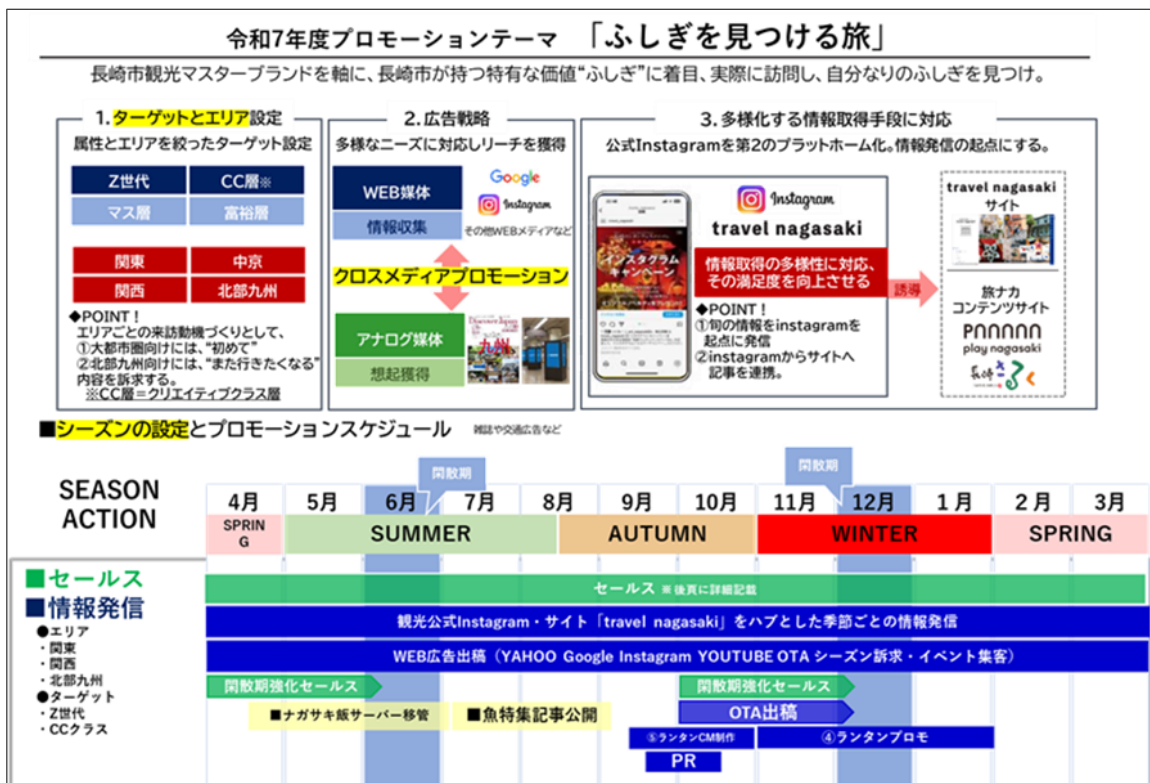 令和7年度プロモーションテーマ 「ふしぎを見つける旅」
長崎市観光マスターブランドを軸に、長崎市が持つ特有な価値“ふしぎ”に着目、実際に訪問し、自分なりのふしぎを見つけ。
1. ターゲットとエリア設定
属性とエリアを絞ったターゲット設定
Z世代
CC層※
マス層
富裕層
関東
中京
関西
北部九州
◆POINT！
エリアごとの来訪動機づくりとして、
①大都市圏向けには、“初めて”
②北部九州向けには、“また行きたくなる”
内容を訴求する。
※CC層=クリエイティブクラス層
2. 広告戦略
多様なニーズに対応しリーチを獲得
WEB媒体
情報収集
Google
Instagram
その他WEBメディアなど
クロスメディアプロモーション
アナログ媒体
想起獲得
九州
雑誌や交通広告など
3. 多様化する情報取得手段に対応
公式Instagramを第2のプラットホーム化。情報発信の起点にする。
インスタグラム
キャンペーン
Instagram
travel nagasaki
情報取得の多様性に対応、
その満足度を向上させる
◆POINT！
①旬の情報をinstagramを
起点に発信
②instagramからサイトへ
記事を連携。
誘導
travel nagasaki
サイト
旅ナカ
コンテンツサイト
play nagasaki
長崎さるく
■シーズンの設定とプロモーションスケジュール
閑散期
閑散期
SEASON
ACTION
4月 5月 6月 7月 8月 9月 10月 11月 12月 1月 2月 3月
SPRIN
G
SUMMER
AUTUMN
WINTER
SPRING
■セールス
■情報発信
●エリア
・関東
・関西
・北部九州
●ターゲット
・Z世代
・CCクラス
セールス ※後頁に詳細記載
観光公式Instagram・サイト「travel nagasaki」をハブとした季節ごとの情報発信
WEB広告出稿（YAHOO Google Instagram YOUTUBE OTA シーズン訴求・イベント集客）
閑散期強化セールス
閑散期強化セールス
■ナガサキ飯サーバー移管
■魚特集記事公開
OTA出稿
⑤ランタンCM制作
④ランタンプロモ
PR